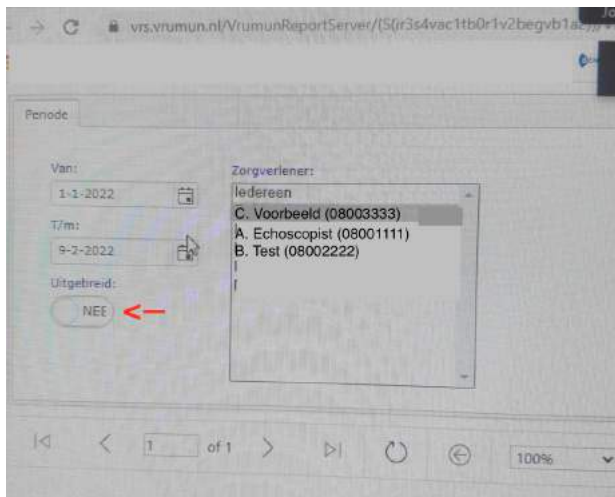 vrs.vrumun.nl/VrumunReportServer/(S(ir3s4vac1tb0r1v2begvb1az))/
Periode
Van:
1-1-2022
T/m:
9-2-2022
Uitgebreid:
NEE
Zorgverlener:
Iedereen
C. Voorbeeld (08003333)
A. Echoscopist (08001111)
B. Test (08002222)
1 of 1
100%